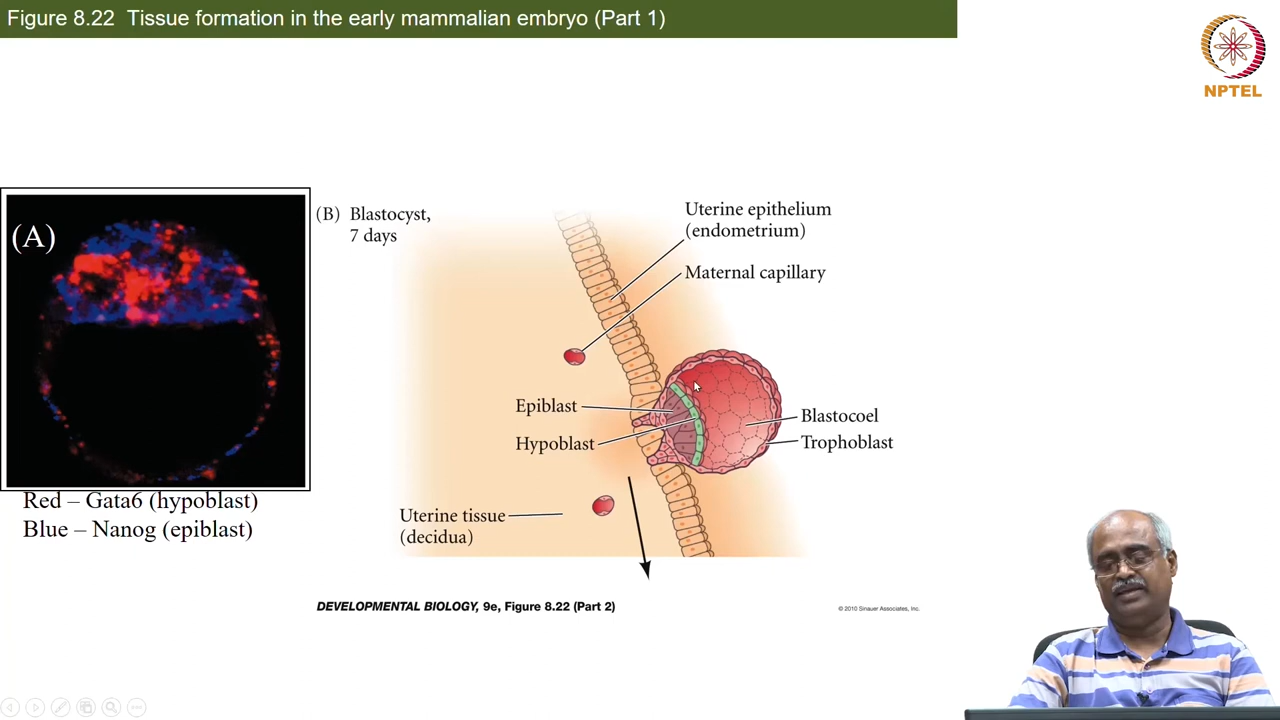 Figure 8.22 Tissue formation in the early mammalian embryo (Part 1)
NPTEL
(A)
Red – Gata6 (hypoblast)
Blue – Nanog (epiblast)
(B) Blastocyst,
7 days
Uterine epithelium
(endometrium)
Maternal capillary
Epiblast
Hypoblast
Blastocoel
Trophoblast
Uterine tissue
(decidua)
DEVELOPMENTAL BIOLOGY, 9e, Figure 8.22 (Part 2)
© 2010 Sinauer Associates, Inc.